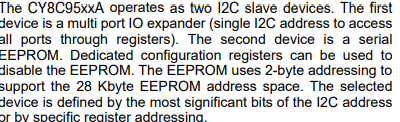 The CY8C95xxA operates as two I2C slave devices. The first
device is a multi port IO expander (single I2C address to access
all ports through registers). The second device is a serial
EEPROM. Dedicated configuration registers can be used to
disable the EEPROM. The EEPROM uses 2-byte addressing to
support the 28 Kbyte EEPROM address space. The selected
device is defined by the most significant bits of the I2C address
or by specific register addressing.